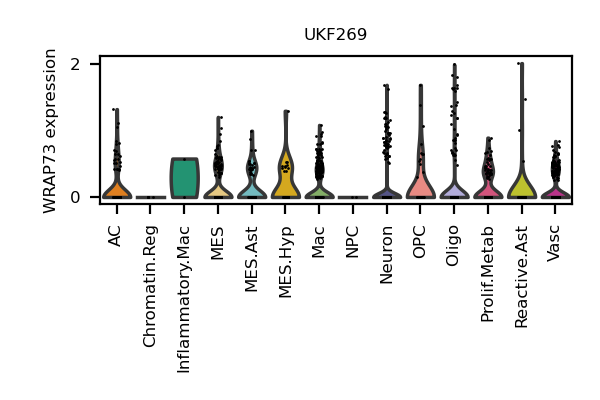 UKF269
WRAP73 expression
2
0
AC
Chromatin.Reg
Inflammatory.Mac
MES
MES.Ast
MES.Hyp
Mac
NPC
Neuron
OPC
Oligo
Prolif.Metab
Reactive.Ast
Vasc